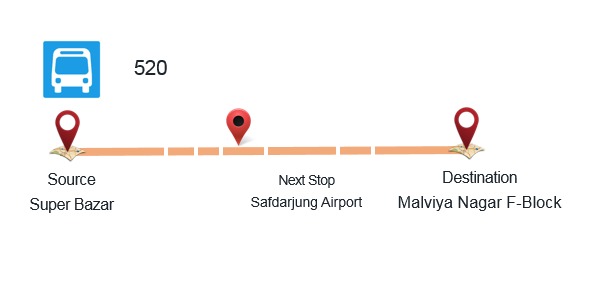 520
Source
Super Bazar
Next Stop
Safdarjung Airport
Destination
Malviya Nagar F-Block